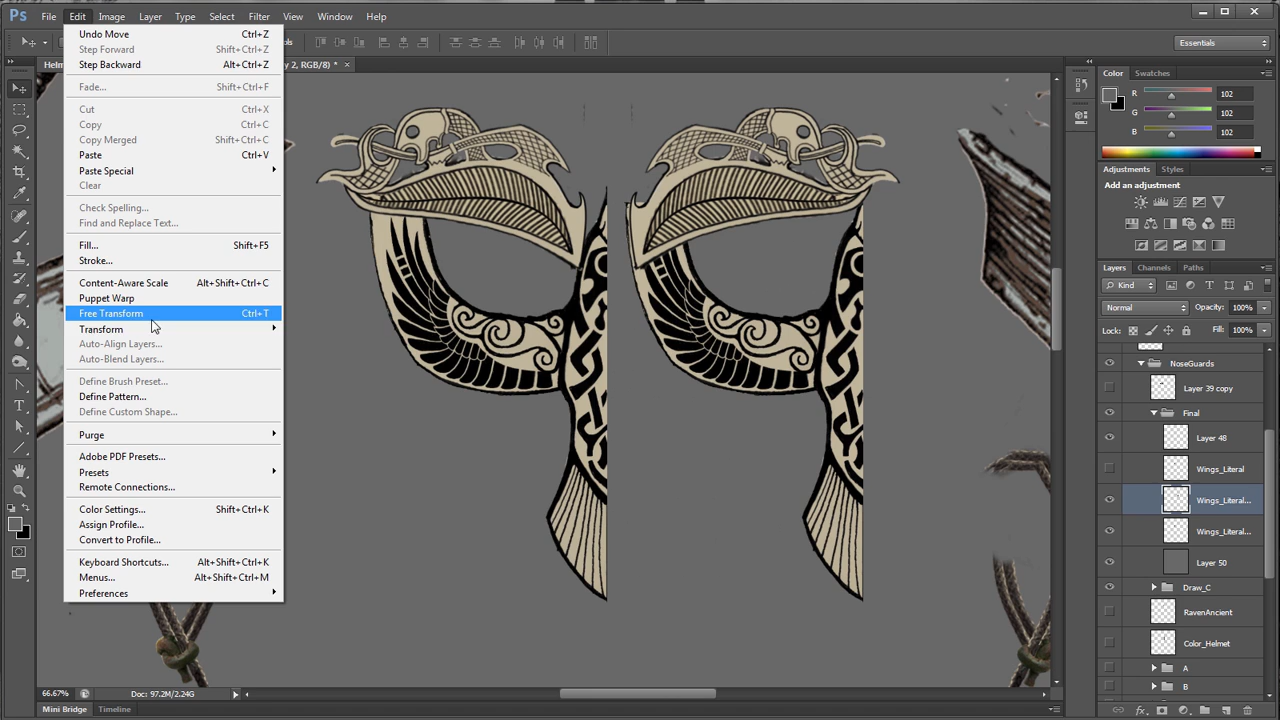 Ps File Edit Image Layer Type Select Filter View Window Help
Essentials
Helm
y 2, RGB/8) * ×
Undo Move Ctrl+Z
Step Forward Shift+Ctrl+Z
Step Backward Alt+Ctrl+Z
Fade... Shift+Ctrl+F
Cut Ctrl+X
Copy Ctrl+C
Copy Merged Shift+Ctrl+C
Paste Ctrl+V
Paste Special
Clear
Check Spelling...
Find and Replace Text...
Fill... Shift+F5
Stroke...
Content-Aware Scale Alt+Shift+Ctrl+C
Puppet Warp
Free Transform Ctrl+T
Transform
Auto-Align Layers...
Auto-Blend Layers...
Define Brush Preset...
Define Pattern...
Define Custom Shape...
Purge
Adobe PDF Presets...
Presets
Remote Connections...
Color Settings... Shift+Ctrl+K
Assign Profile...
Convert to Profile...
Keyboard Shortcuts... Alt+Shift+Ctrl+K
Menus... Alt+Shift+Ctrl+M
Preferences
Color Swatches
R 102
G 102
B 102
Adjustments Styles
Add an adjustment
Layers Channels Paths
Kind
Normal Opacity: 100%
Lock: Fill: 100%
NoseGuards
Layer 39 copy
Final
Layer 48
Wings_Literal
Wings_Literal...
Wings_Literal...
Layer 50
Draw_C
RavenAncient
Color_Helmet
A
B
66.67% Doc: 97.2M/2.24G
Mini Bridge Timeline